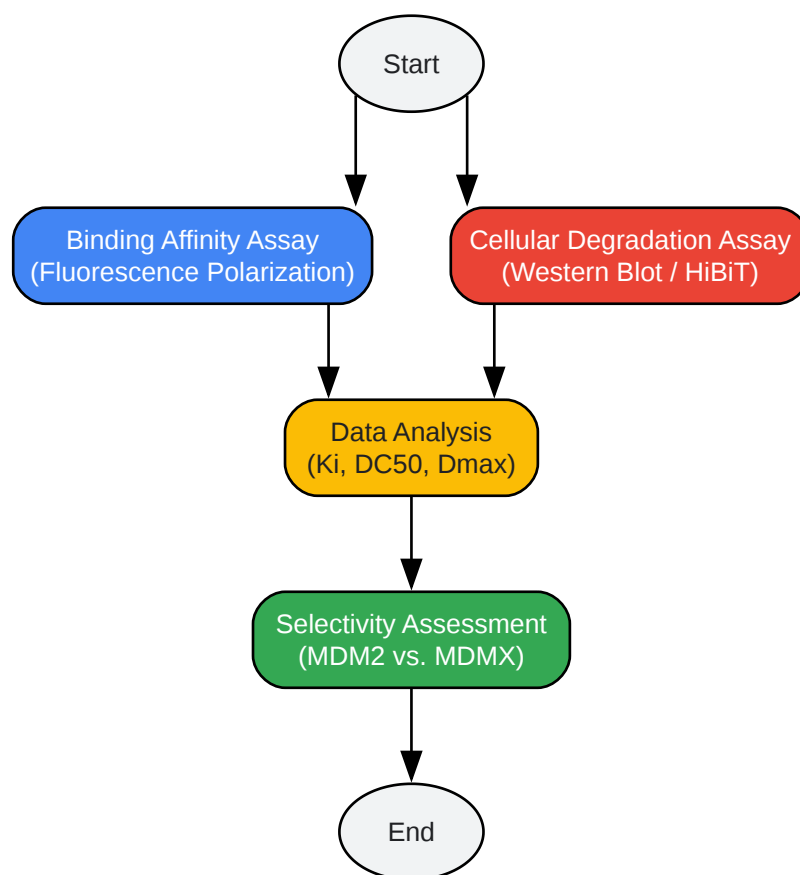 Start
Binding Affinity Assay
(Fluorescence Polarization)
Cellular Degradation Assay
(Western Blot / HiBiT)
Data Analysis
(Ki, DC50, Dmax)
Selectivity Assessment
(MDM2 vs. MDMX)
End